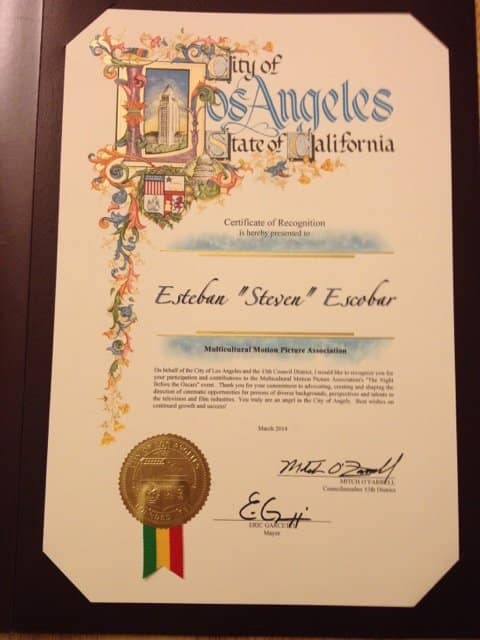 City of
Los Angeles
State of California
Certificate of Recognition
is hereby presented to
Esteban "Steven" Escobar
Multicultural Motion Picture Association
On behalf of the City of Los Angeles and the 13th Council District, I would like to recognize you for
your participation and contributions to the Multicultural Motion Picture Association's "The Night
Before the Oscars" event. Thank you for your commitment to advocating, creating and shaping the
direction of cinematic opportunities for persons of diverse backgrounds, perspectives and talents in
the television and film industries. You truly are an angel in the City of Angels. Best wishes on
continued growth and success!
March 2014
MITCH O'FARRELL
Councilmember 13th District
ERIC GARCETTI
Mayor